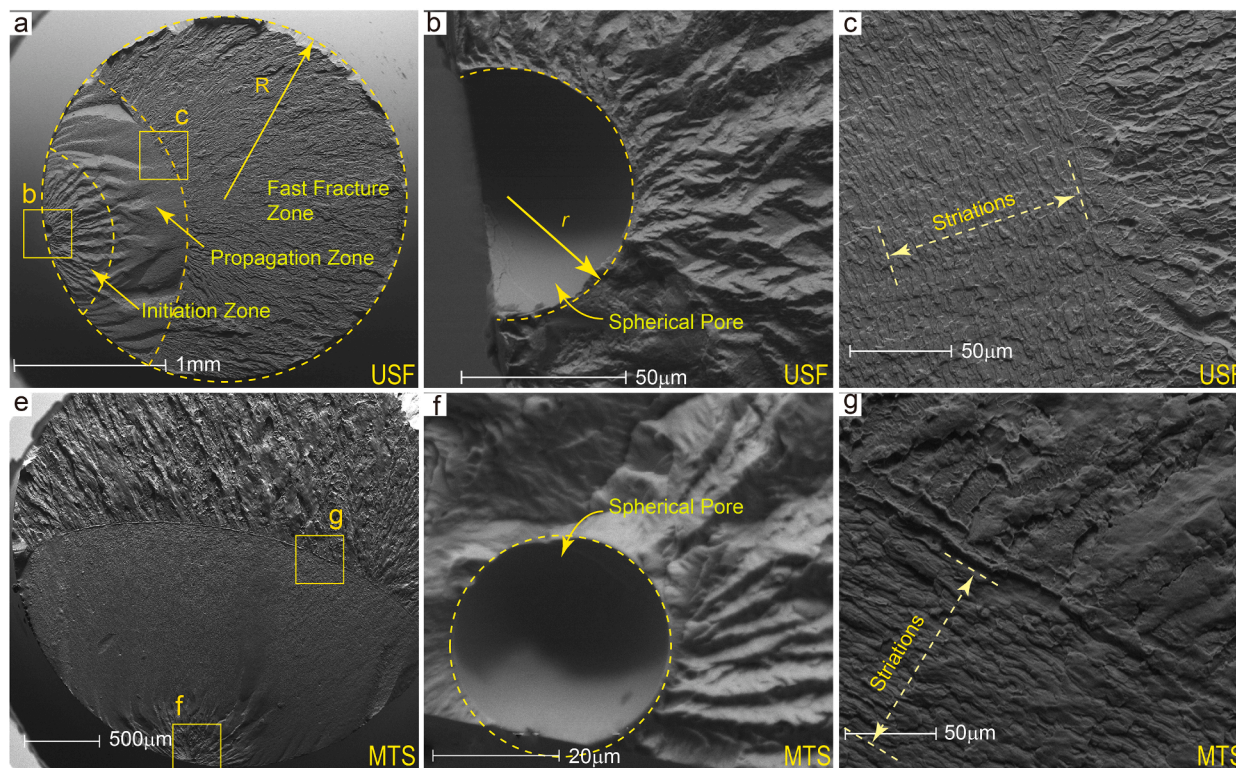 a
R
c
b
Fast Fracture
Zone
Propagation Zone
Initiation Zone
1mm
USF
b
r
Spherical Pore
50μm
USF
c
Striations
50μm
USF
e
g
f
500μm
MTS
f
Spherical Pore
20μm
MTS
g
Striations
50μm
MTS